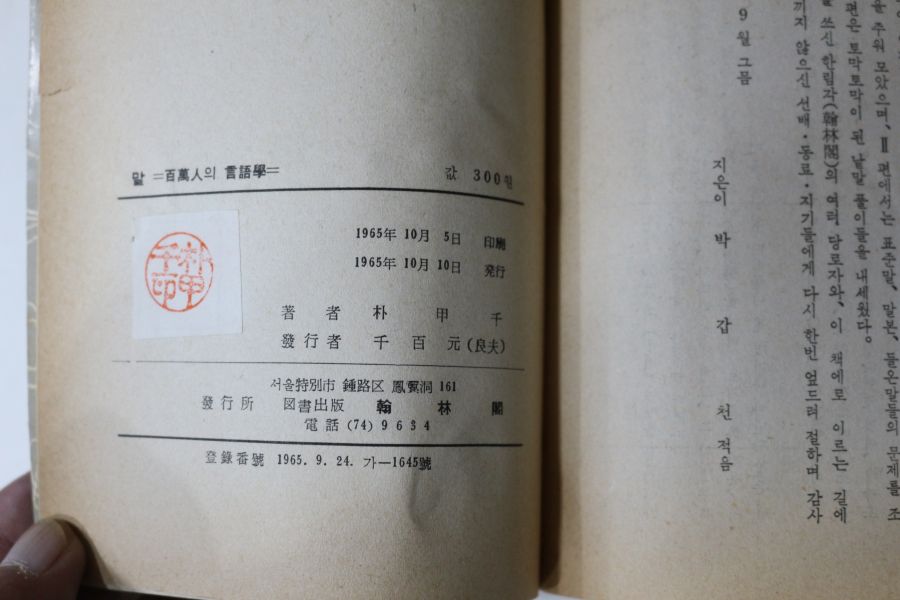 말 =百萬人의 言語學= 값 300원
朴甲千印
1965年 10月 5日 印刷
1965年 10月 10日 発行
著者 朴甲千
發行者 千百元(良夫)
서울特別市 鍾路区 鳳翼洞 161
發行所 図書出版 翰林閣
電話 (74) 9634
登錄番號 1965. 9. 24. 가—1645號
을 주워 모았으며, Ⅱ 편에서는 표준말, 말본, 들온말들의 문제를 조
편은 토막토막이 된 낱말 풀이들을 내세웠다.
쓰신 한림각(翰林閣)의 여러 당로자와, 이 책에로 이르는 길에
끼지 않으신 선배·동료·지기들에게 다시 한번 엎드려 절하며 감사
9월 그믐
지은이 박갑천 적음